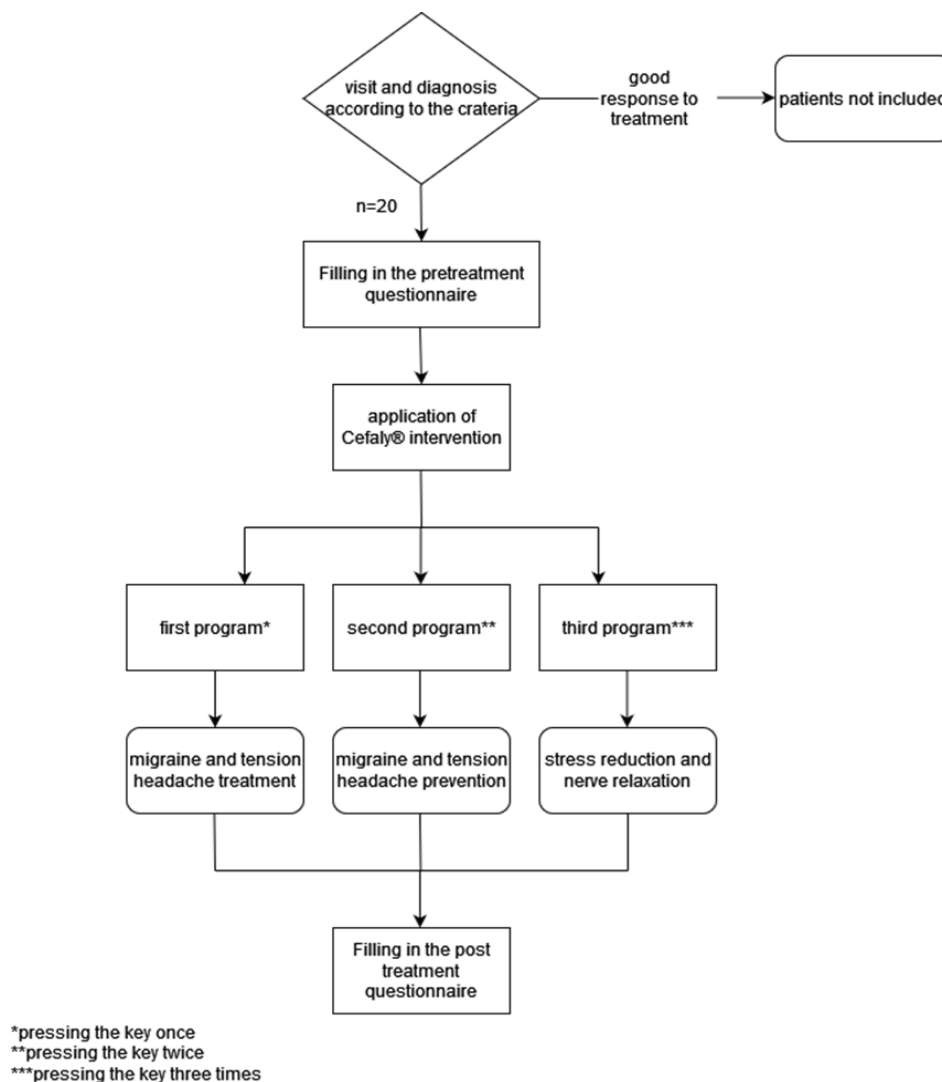 visit and diagnosis
according to the crateria
good
response to
treatment
patients not included
n=20
Filling in the pretreatment
questionnaire
application of
Cefaly® intervention
first program*
second program**
third program***
migraine and tension
headache treatment
migraine and tension
headache prevention
stress reduction and
nerve relaxation
Filling in the post
treatment
questionnaire
*pressing the key once
**pressing the key twice
***pressing the key three times